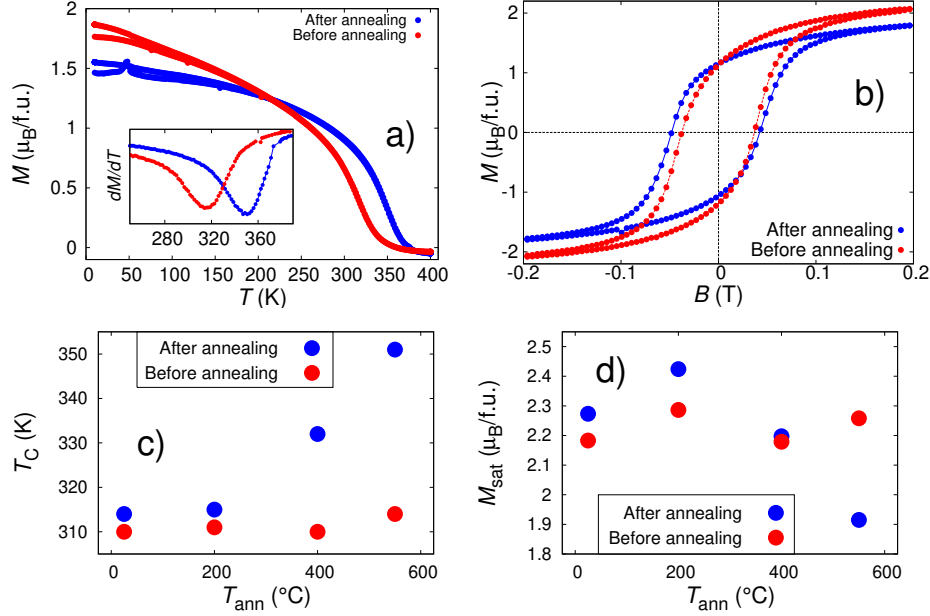 After annealing
Before annealing
M (μB/f.u.)
2
1.5
1
0.5
0
a)
dM/dT
280 320 360
0 50 100 150 200 250 300 350 400
T (K)
M (μB/f.u.)
2
1
0
-1
-2
b)
After annealing
Before annealing
-0.2 -0.1 0 0.1 0.2
B (T)
After annealing
Before annealing
TC (K)
350
340
330
320
310
c)
0 200 400 600
Tann (°C)
Msat (μB/f.u.)
2.5
2.4
2.3
2.2
2.1
2
1.9
1.8
d)
After annealing
Before annealing
0 200 400 600
Tann (°C)